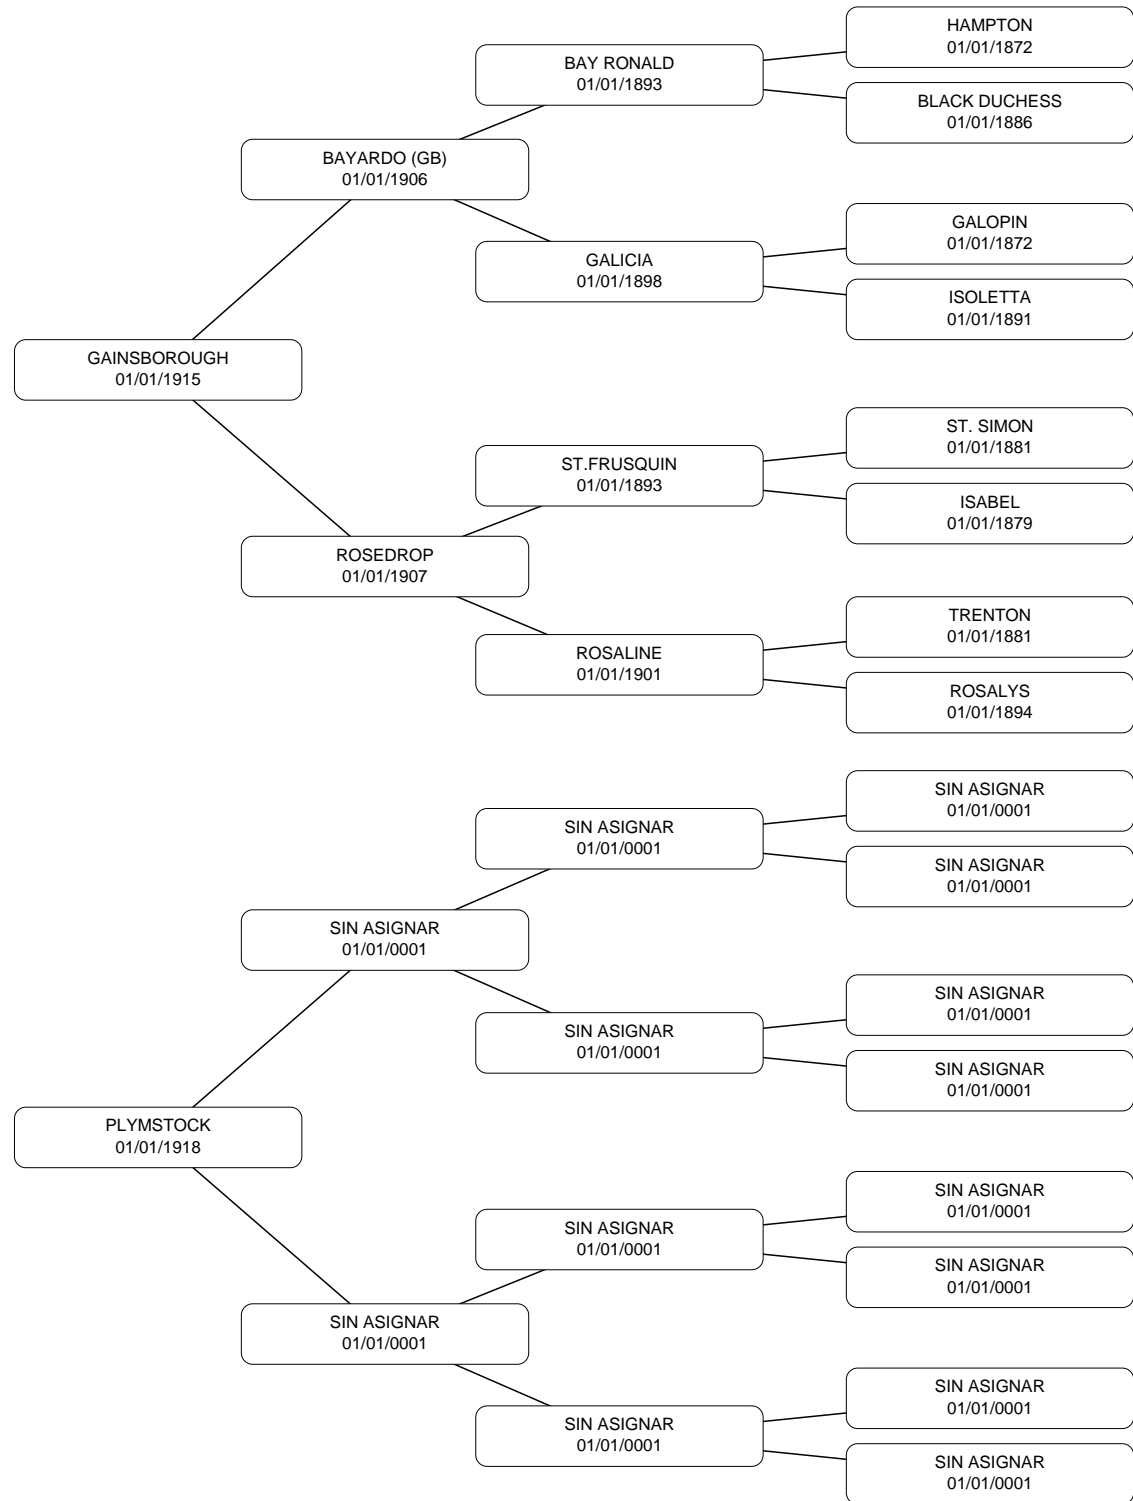 HAMPTON
01/01/1872
BAY RONALD
01/01/1893
BLACK DUCHESS
01/01/1886
BAYARDO (GB)
01/01/1906
GALOPIN
01/01/1872
GALICIA
01/01/1898
ISOLETTA
01/01/1891
GAINSBOROUGH
01/01/1915
ST. SIMON
01/01/1881
ST.FRUSQUIN
01/01/1893
ISABEL
01/01/1879
ROSEDROP
01/01/1907
TRENTON
01/01/1881
ROSALINE
01/01/1901
ROSALYS
01/01/1894
SIN ASIGNAR
01/01/0001
SIN ASIGNAR
01/01/0001
SIN ASIGNAR
01/01/0001
SIN ASIGNAR
01/01/0001
SIN ASIGNAR
01/01/0001
SIN ASIGNAR
01/01/0001
SIN ASIGNAR
01/01/0001
PLYMSTOCK
01/01/1918
SIN ASIGNAR
01/01/0001
SIN ASIGNAR
01/01/0001
SIN ASIGNAR
01/01/0001
SIN ASIGNAR
01/01/0001
SIN ASIGNAR
01/01/0001
SIN ASIGNAR
01/01/0001
SIN ASIGNAR
01/01/0001